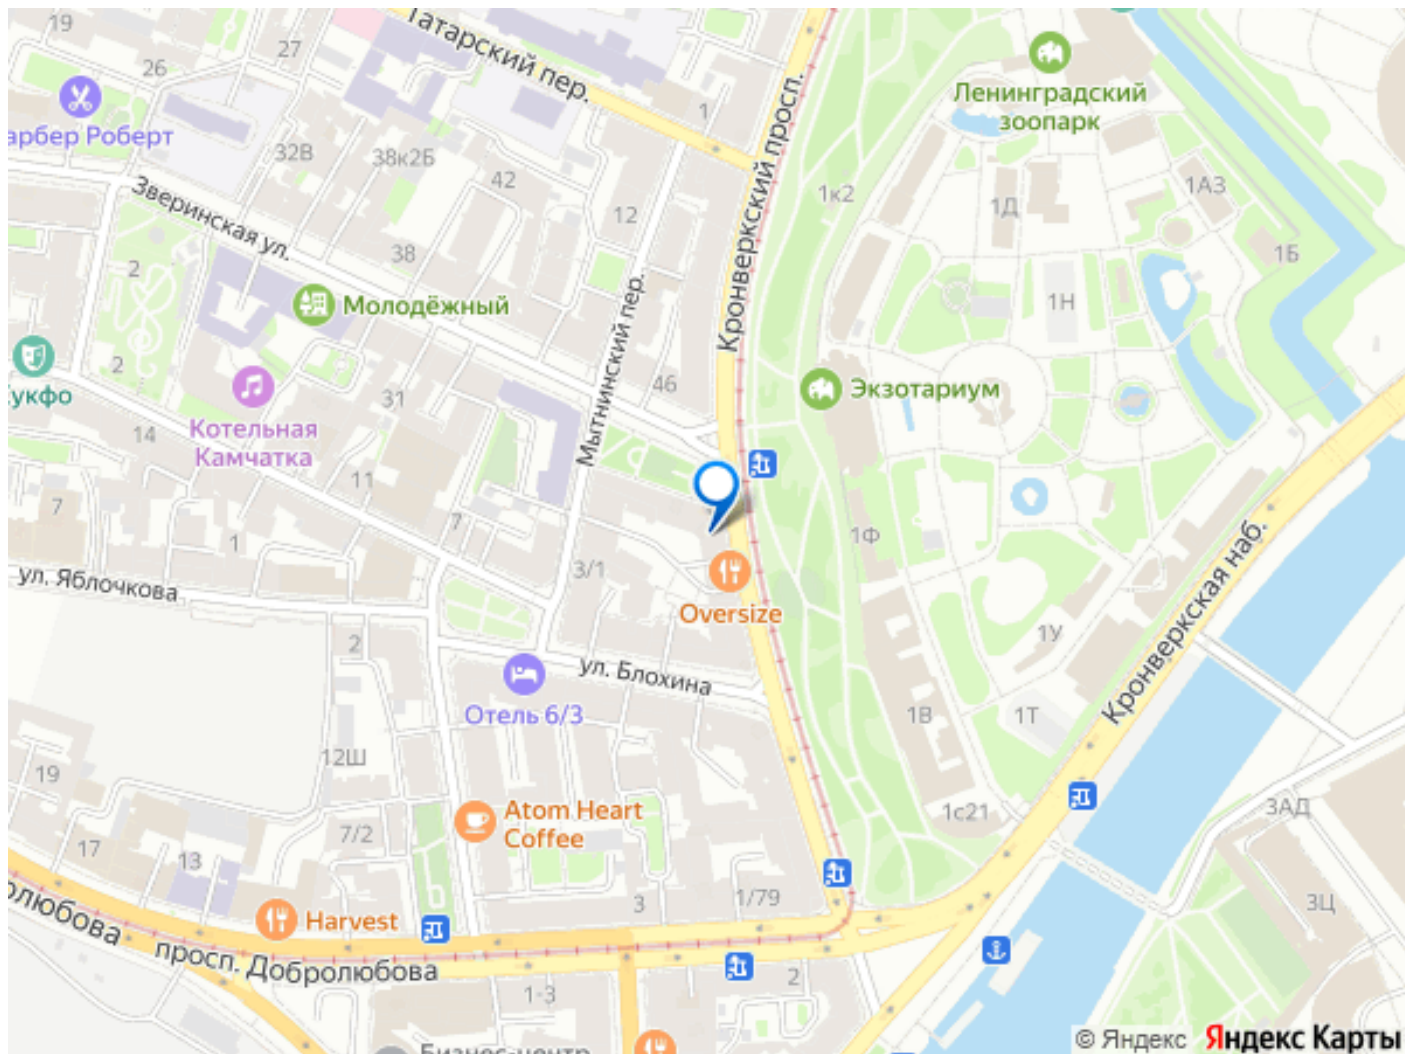 19
27
Татарский пер.
26
Ленинградский
зоопарк
арбер Роберт
1
32В
38к2Б
42
Кронверкский просп.
1к2
1Д
1А3
12
Зверинская ул.
38
1Б
2
Молодёжный
1Н
Мытнинский пер.
укфо
2
46
Экзотариум
31
Котельная
Камчатка
14
11
7
7
1
1Ф
Кронверкская наб.
ул. Яблочкова
3/1
Oversize
1У
2
ул. Блохина
Отель 6/3
1В
1Т
12Ш
19
Atom Heart
Coffee
1с21
3АД
7/2
17
13
3
1/79
3Ц
Harvest
олюбова
просп. Добролюбова
2
1-3
© Яндекс Яндекс Карты
Бизнес-центр